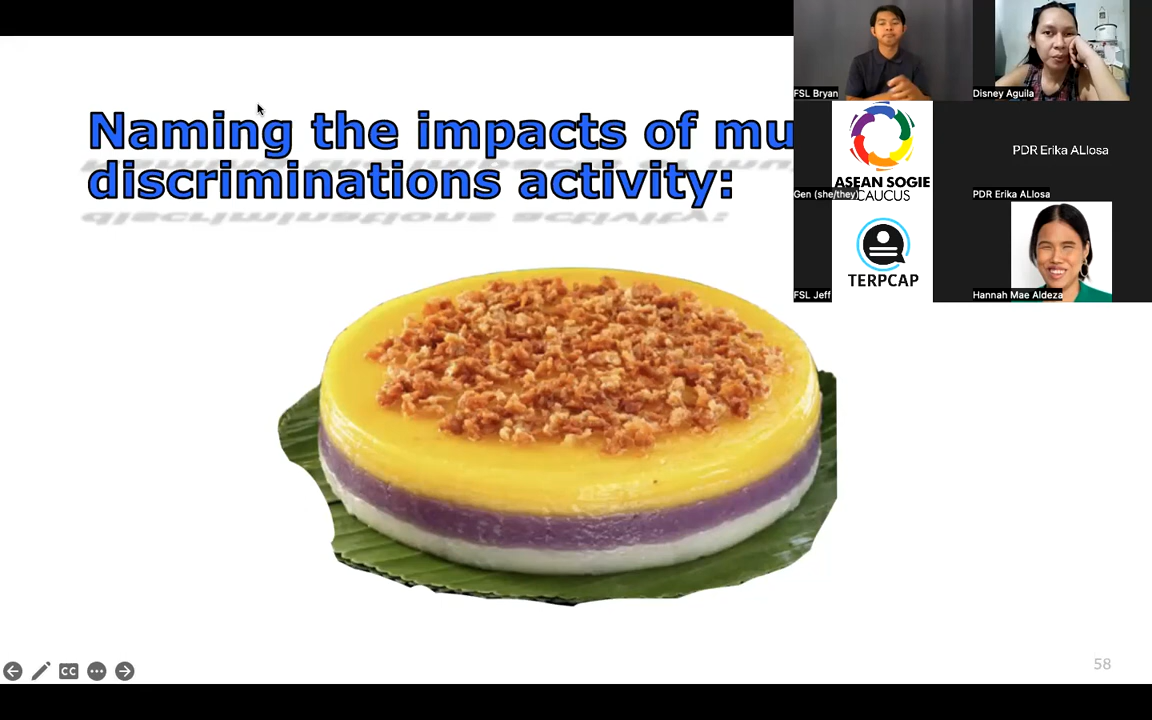 Naming the impacts of mu
discriminations activity:
FSL Bryan
Disney Aguila
ASEAN SOGIE
CAUCUS
Gen (she/they)
PDR Erika ALlosa
PDR Erika ALlosa
TERPCAP
FSL Jeff
Hannah Mae Aldeza
CC
58